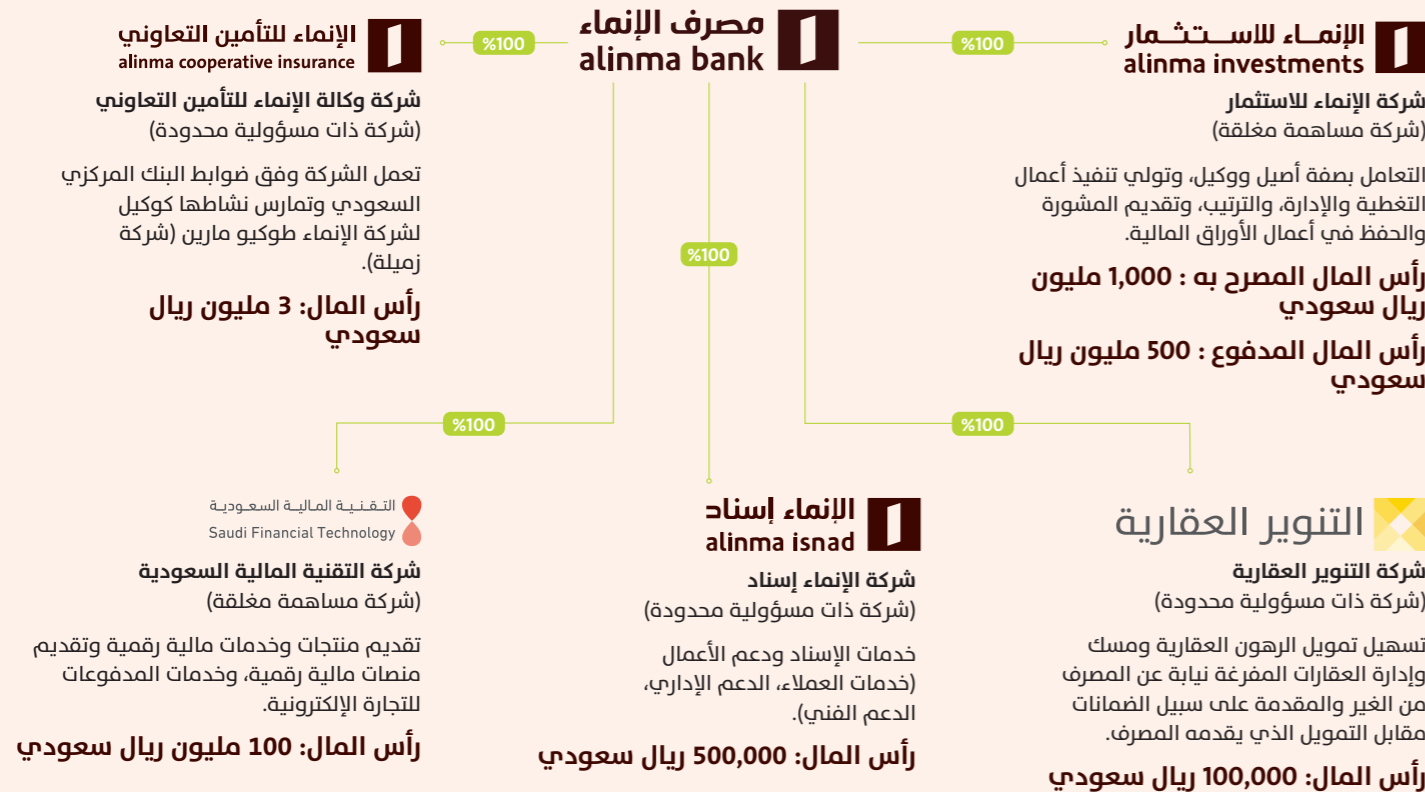 مصرف الإنماء
alinma bank
%100
الإنمــاء للاســـتـثـــمار
alinma investments
شركة الإنماء للاستثمار
(شركة مساهمة مغلقة)
التعامل بصفة أصيل ووكيل، وتولي تنفيذ أعمال
التغطية والإدارة، والترتيب، وتقديم المشورة
والحفظ في أعمال الأوراق المالية.
رأس المال المصرح به : 1,000 مليون
ريال سعودي
رأس المال المدفوع : 500 مليون ريال
سعودي
%100
الإنماء للتأمين التعاوني
alinma cooperative insurance
شركة وكالة الإنماء للتأمين التعاوني
(شركة ذات مسؤولية محدودة)
تعمل الشركة وفق ضوابط البنك المركزي
السعودي وتمارس نشاطها كوكيل
لشركة الإنماء طوكيو مارين (شركة
زميلة).
رأس المال: 3 مليون ريال
سعودي
%100
التنوير العقارية
شركة التنوير العقارية
(شركة ذات مسؤولية محدودة)
تسهيل تمويل الرهون العقارية ومسك
وإدارة العقارات المفرغة نيابة عن المصرف
من الغير والمقدمة على سبيل الضمانات
مقابل التمويل الذي يقدمه المصرف.
رأس المال: 100,000 ريال سعودي
%100
الإنماء إسناد
alinma isnad
شركة الإنماء إسناد
(شركة ذات مسؤولية محدودة)
خدمات الإسناد ودعم الأعمال
(خدمات العملاء، الدعم الإداري،
الدعم الفني).
رأس المال: 500,000 ريال سعودي
%100
التـقـنـيـة المـاليـة السـعـوديـة
Saudi Financial Technology
شركة التقنية المالية السعودية
(شركة مساهمة مغلقة)
تقديم منتجات وخدمات مالية رقمية وتقديم
منصات مالية رقمية، وخدمات المدفوعات
للتجارة الإلكترونية.
رأس المال: 100 مليون ريال سعودي